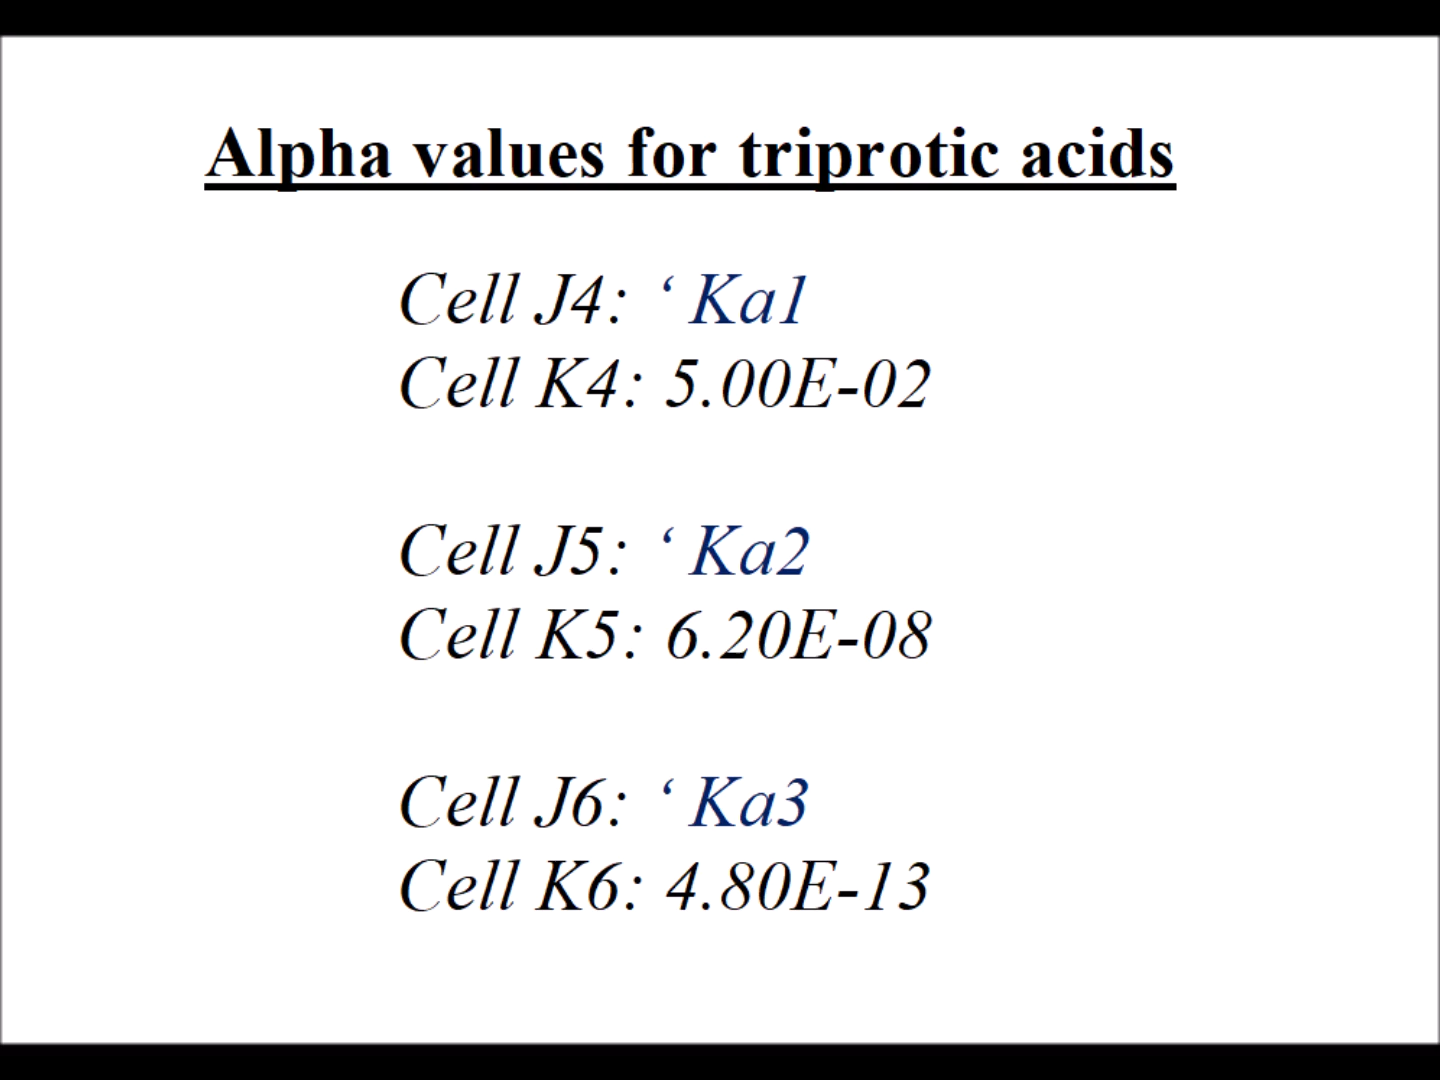 Alpha values for triprotic acids
Cell J4: ‘ Ka1
Cell K4: 5.00E-02
Cell J5: ‘ Ka2
Cell K5: 6.20E-08
Cell J6: ‘ Ka3
Cell K6: 4.80E-13